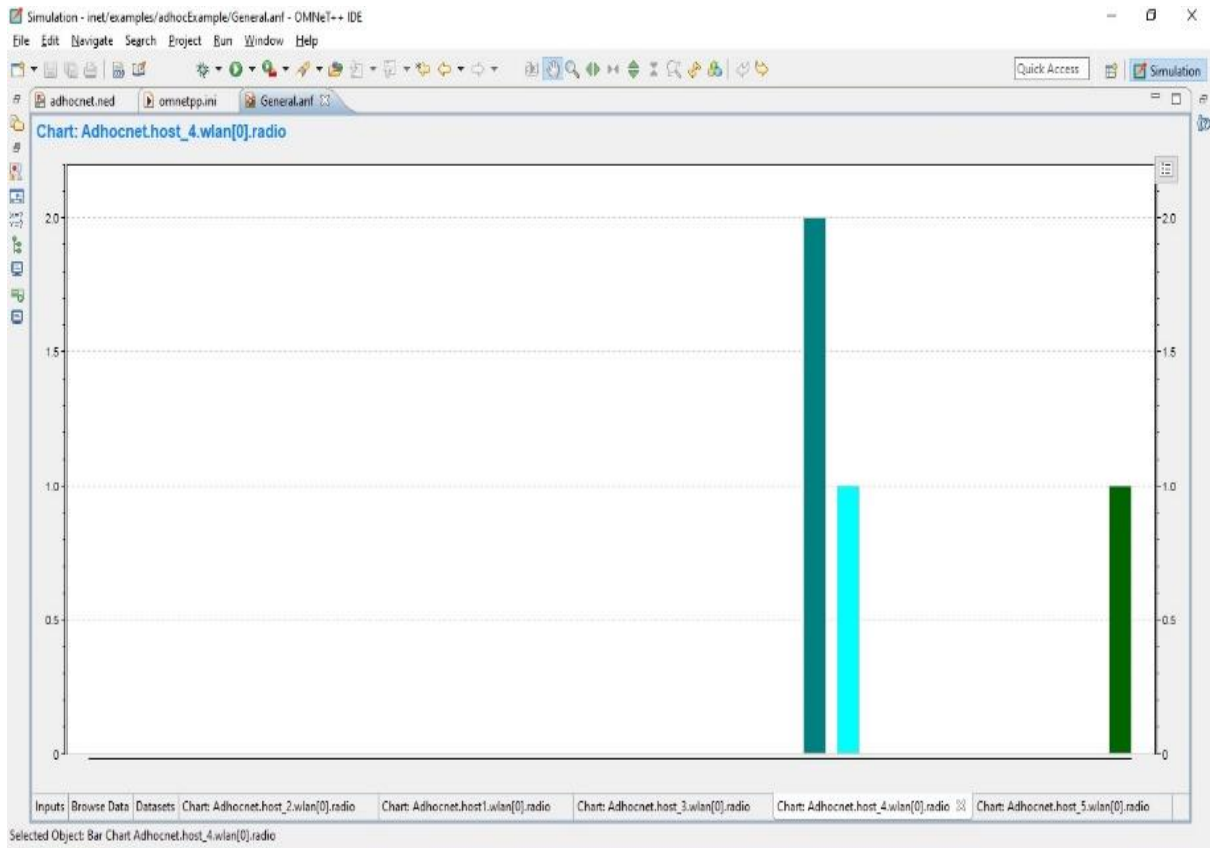 Simulation - inet/examples/adhocExample/General.anf - OMNeT++ IDE
File Edit Navigate Search Project Run Window Help
Quick Access
Simulation
adhocnet.ned omnetpp.ini General.anf
Chart: Adhocnet.host_4.wlan[0].radio
2.0 2.0
1.5 1.5
1.0 1.0
0.5 0.5
0 0
Inputs Browse Data Datasets Chart: Adhocnet.host_2.wlan[0].radio Chart: Adhocnet.host1.wlan[0].radio Chart: Adhocnet.host_3.wlan[0].radio Chart: Adhocnet.host_4.wlan[0].radio Chart: Adhocnet.host_5.wlan[0].radio
Selected Object: Bar Chart Adhocnet.host_4.wlan[0].radio